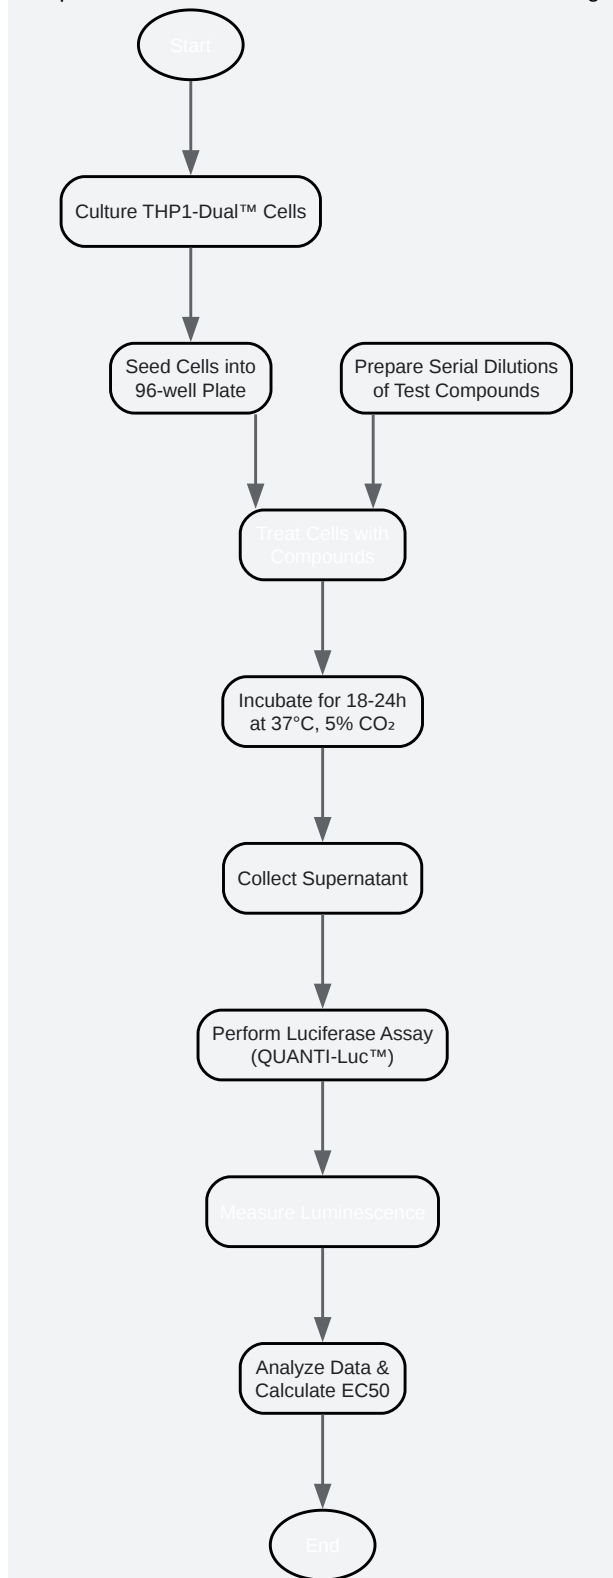 Start
Culture THP1-Dual™ Cells
Seed Cells into
96-well Plate
Prepare Serial Dilutions
of Test Compounds
Treat Cells with
Compounds
Incubate for 18-24h
at 37°C, 5% CO₂
Collect Supernatant
Perform Luciferase Assay
(QUANTI-Luc™)
Measure Luminescence
Analyze Data &
Calculate EC50
End